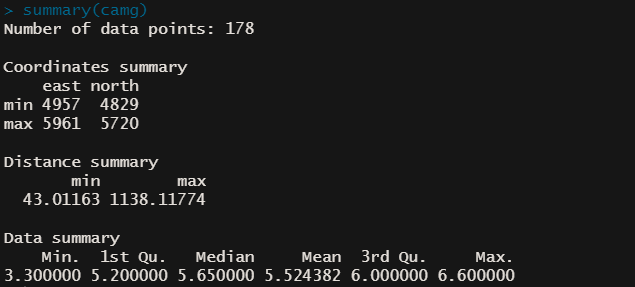 > summary(camg)
Number of data points: 178
Coordinates summary
east north
min 4957 4829
max 5961 5720
Distance summary
min max
43.01163 1138.11774
Data summary
Min. 1st Qu. Median Mean 3rd Qu. Max.
3.300000 5.200000 5.650000 5.524382 6.000000 6.600000